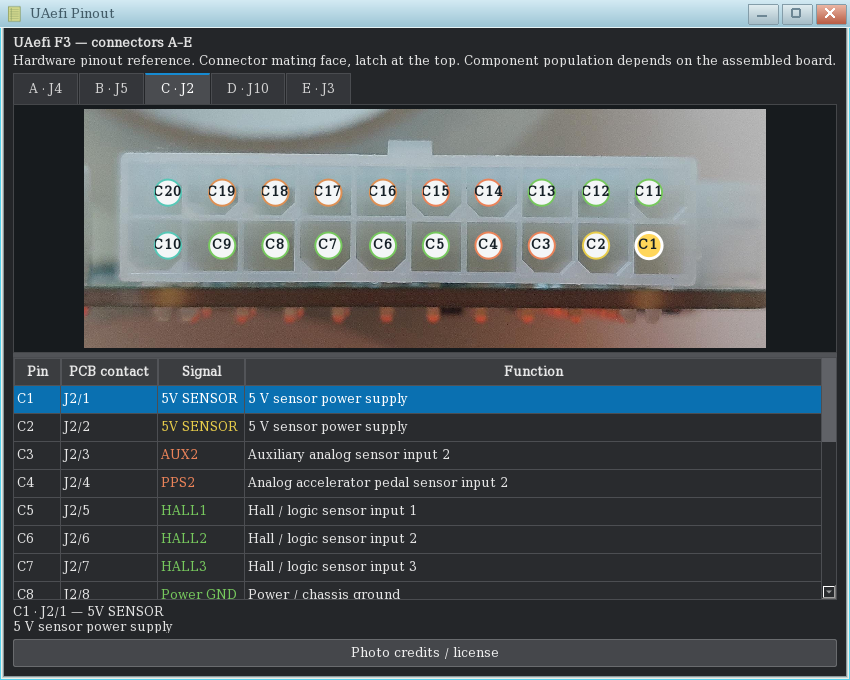 UAefi Pinout
UAefi F3 — connectors A–E
Hardware pinout reference. Connector mating face, latch at the top. Component population depends on the assembled board.
A · J4 B · J5 C · J2 D · J10 E · J3
C20 C19 C18 C17 C16 C15 C14 C13 C12 C11
C10 C9 C8 C7 C6 C5 C4 C3 C2 C1
Pin PCB contact Signal Function
C1 J2/1 5V SENSOR 5 V sensor power supply
C2 J2/2 5V SENSOR 5 V sensor power supply
C3 J2/3 AUX2 Auxiliary analog sensor input 2
C4 J2/4 PPS2 Analog accelerator pedal sensor input 2
C5 J2/5 HALL1 Hall / logic sensor input 1
C6 J2/6 HALL2 Hall / logic sensor input 2
C7 J2/7 HALL3 Hall / logic sensor input 3
C8 J2/8 Power GND Power / chassis ground
C1 · J2/1 — 5V SENSOR
5 V sensor power supply
Photo credits / license